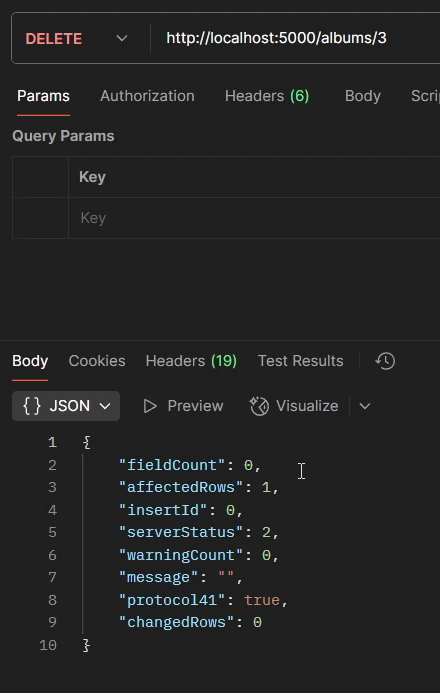 DELETE http://localhost:5000/albums/3
Params Authorization Headers (6) Body Scri
Query Params
Key
Key
Body Cookies Headers (19) Test Results
{} JSON Preview Visualize
1 {
2 "fieldCount": 0,
3 "affectedRows": 1,
4 "insertId": 0,
5 "serverStatus": 2,
6 "warningCount": 0,
7 "message": "",
8 "protocol41": true,
9 "changedRows": 0
10 }